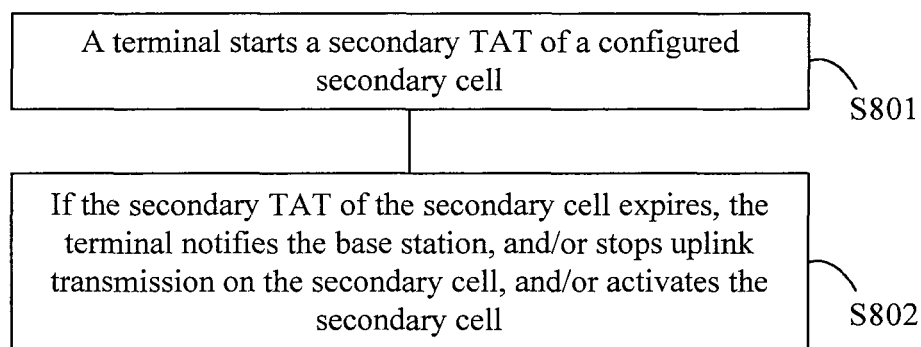 A terminal starts a secondary TAT of a configured
secondary cell
S801
If the secondary TAT of the secondary cell expires, the
terminal notifies the base station, and/or stops uplink
transmission on the secondary cell, and/or activates the
secondary cell
S802